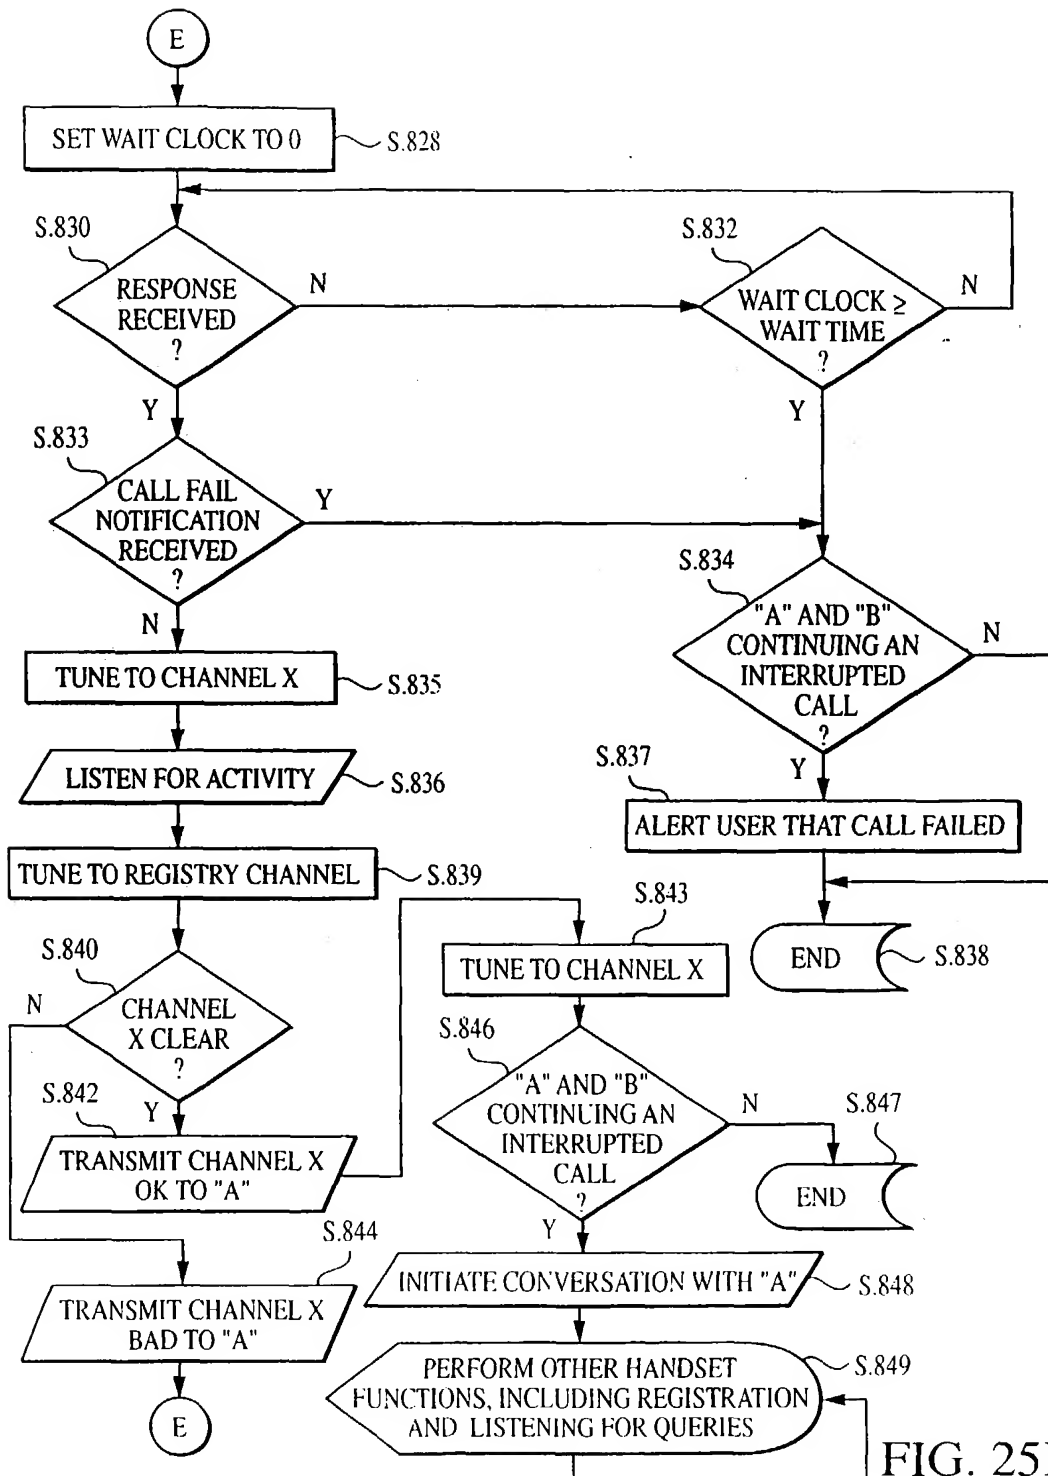 E
SET WAIT CLOCK TO 0
S.828
S.830
RESPONSE
RECEIVED
?
N
Y
S.832
WAIT CLOCK ≥
WAIT TIME
?
N
Y
S.833
CALL FAIL
NOTIFICATION
RECEIVED
?
Y
N
S.834
"A" AND "B"
CONTINUING AN
INTERRUPTED
CALL
?
N
Y
TUNE TO CHANNEL X
S.835
LISTEN FOR ACTIVITY
S.836
S.837
ALERT USER THAT CALL FAILED
END
S.838
TUNE TO REGISTRY CHANNEL
S.839
S.840
CHANNEL
X CLEAR
?
N
Y
S.842
TRANSMIT CHANNEL X
OK TO "A"
S.843
TUNE TO CHANNEL X
S.844
TRANSMIT CHANNEL X
BAD TO "A"
E
S.846
"A" AND "B"
CONTINUING AN
INTERRUPTED
CALL
?
N
Y
S.847
END
INITIATE CONVERSATION WITH "A"
S.848
PERFORM OTHER HANDSET
FUNCTIONS, INCLUDING REGISTRATION
AND LISTENING FOR QUERIES
S.849
FIG. 25